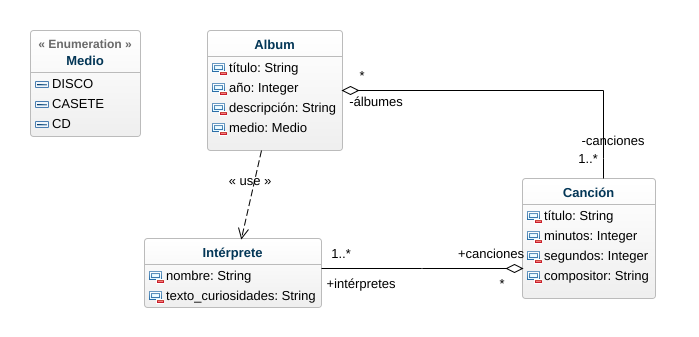 « Enumeration »
Medio
DISCO
CASETE
CD
Album
título: String
año: Integer
descripción: String
medio: Medio
*
-álbumes
-canciones
1..*
« use »
Canción
título: String
minutos: Integer
segundos: Integer
compositor: String
Intérprete
nombre: String
texto_curiosidades: String
1..*
+intérpretes
+canciones
*